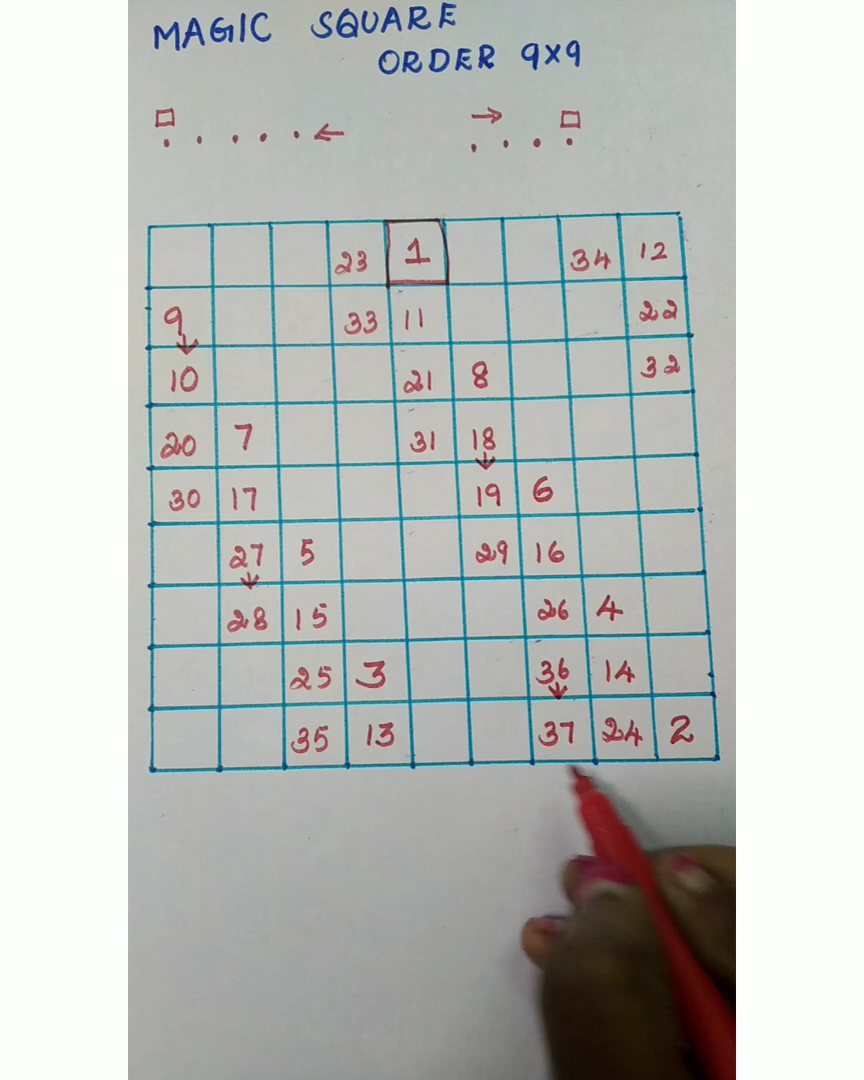 MAGIC SQUARE
ORDER 9×9
□ . . . . . ←
→ . . . . □
23 1 34 12
9 33 11 22
↓
10 21 8 32
20 7 31 18
↓
30 17 19 6
27 5 29 16
↓
28 15 26 4
25 3 36 14
↓
35 13 37 24 2